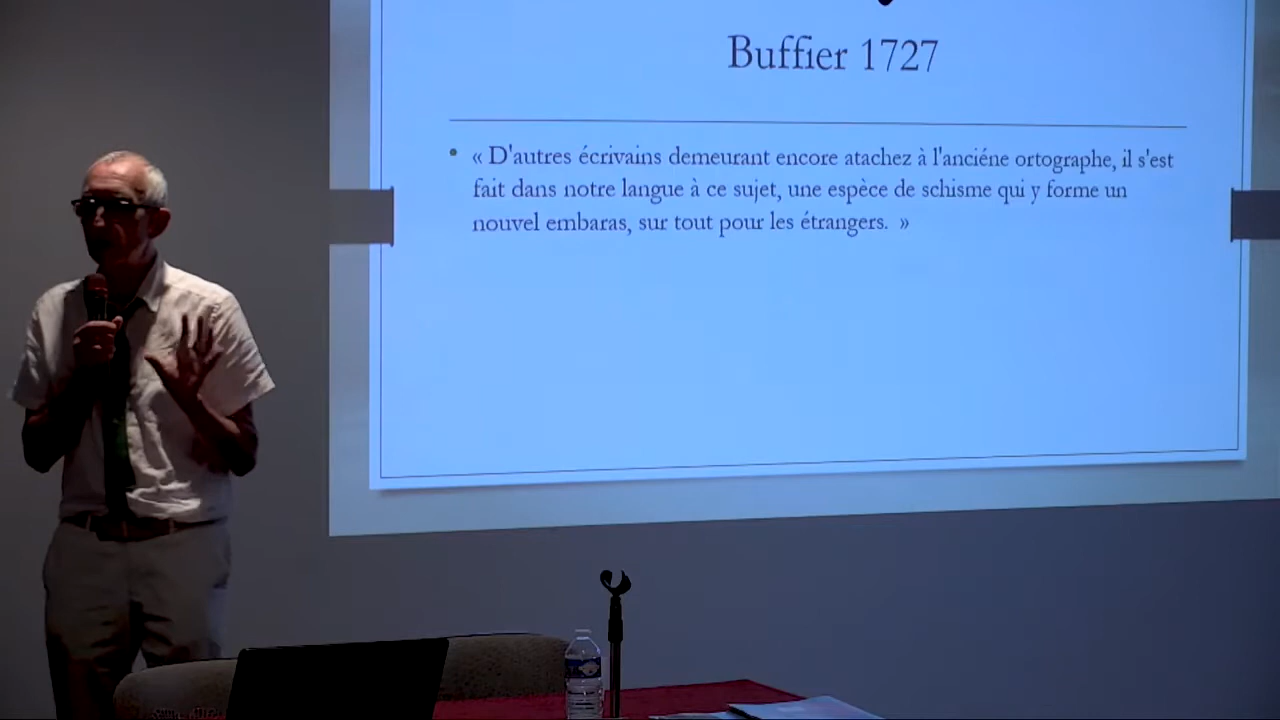 Buffier 1727
• « D'autres écrivains demeurant encore atachez à l'anciéne ortographe, il s'est
fait dans notre langue à ce sujet, une espèce de schisme qui y forme un
nouvel embaras, sur tout pour les étrangers. »